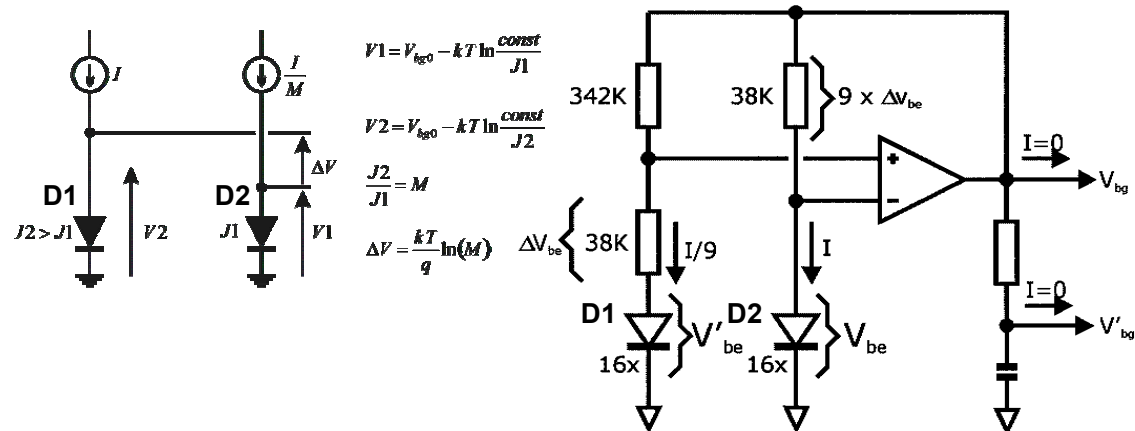 I
I/M
ΔV
D1
D2
J2 > J1
V2
J1
V1
V1 = V_bg0 − kT ln const/J1
V2 = V_bg0 − kT ln const/J2
J2/J1 = M
ΔV = kT/q ln(M)
342K
38K
9 x ΔV_be
+
−
I=0
V_bg
ΔV_be
38K
I/9
I
I=0
V'_bg
D1
V'_be
D2
V_be
16x
16x